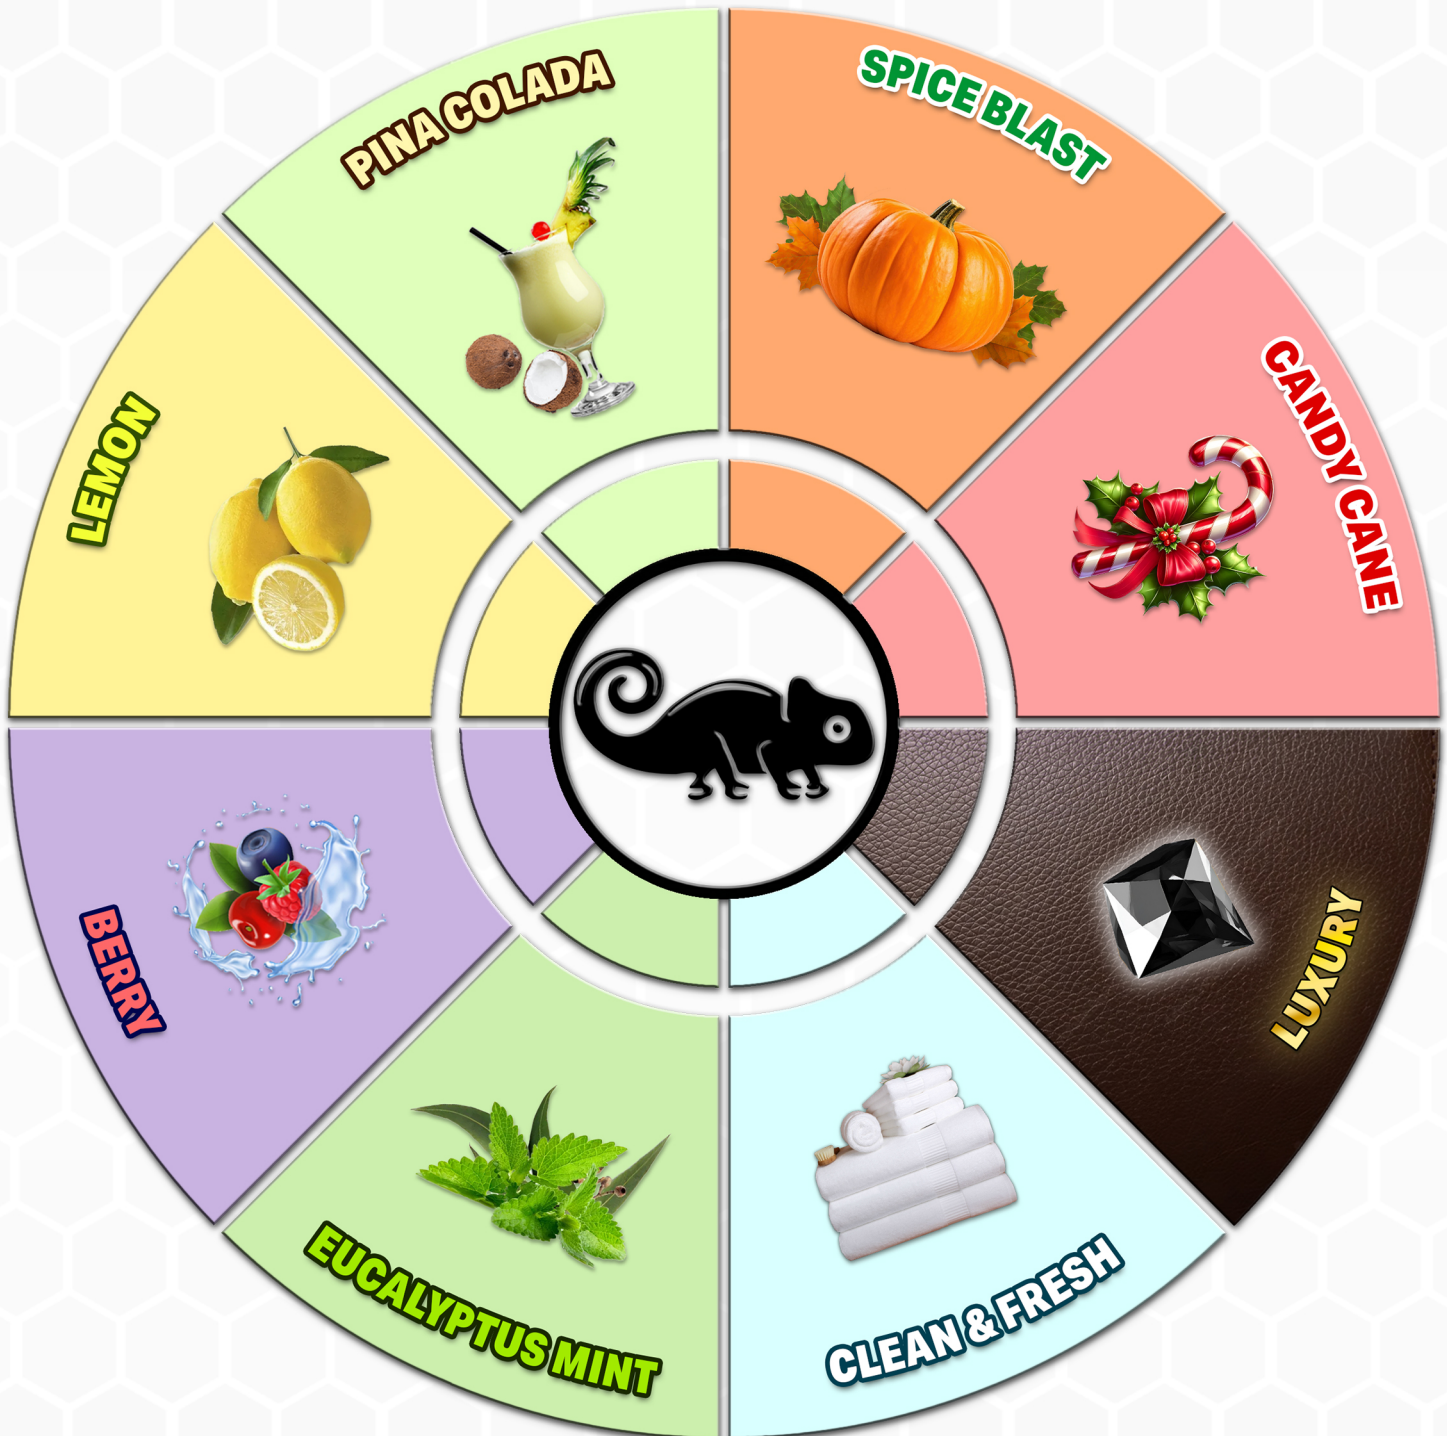 PINA COLADA
SPICE BLAST
CANDY CANE
LUXURY
CLEAN & FRESH
EUCALYPTUS MINT
BERRY
LEMON